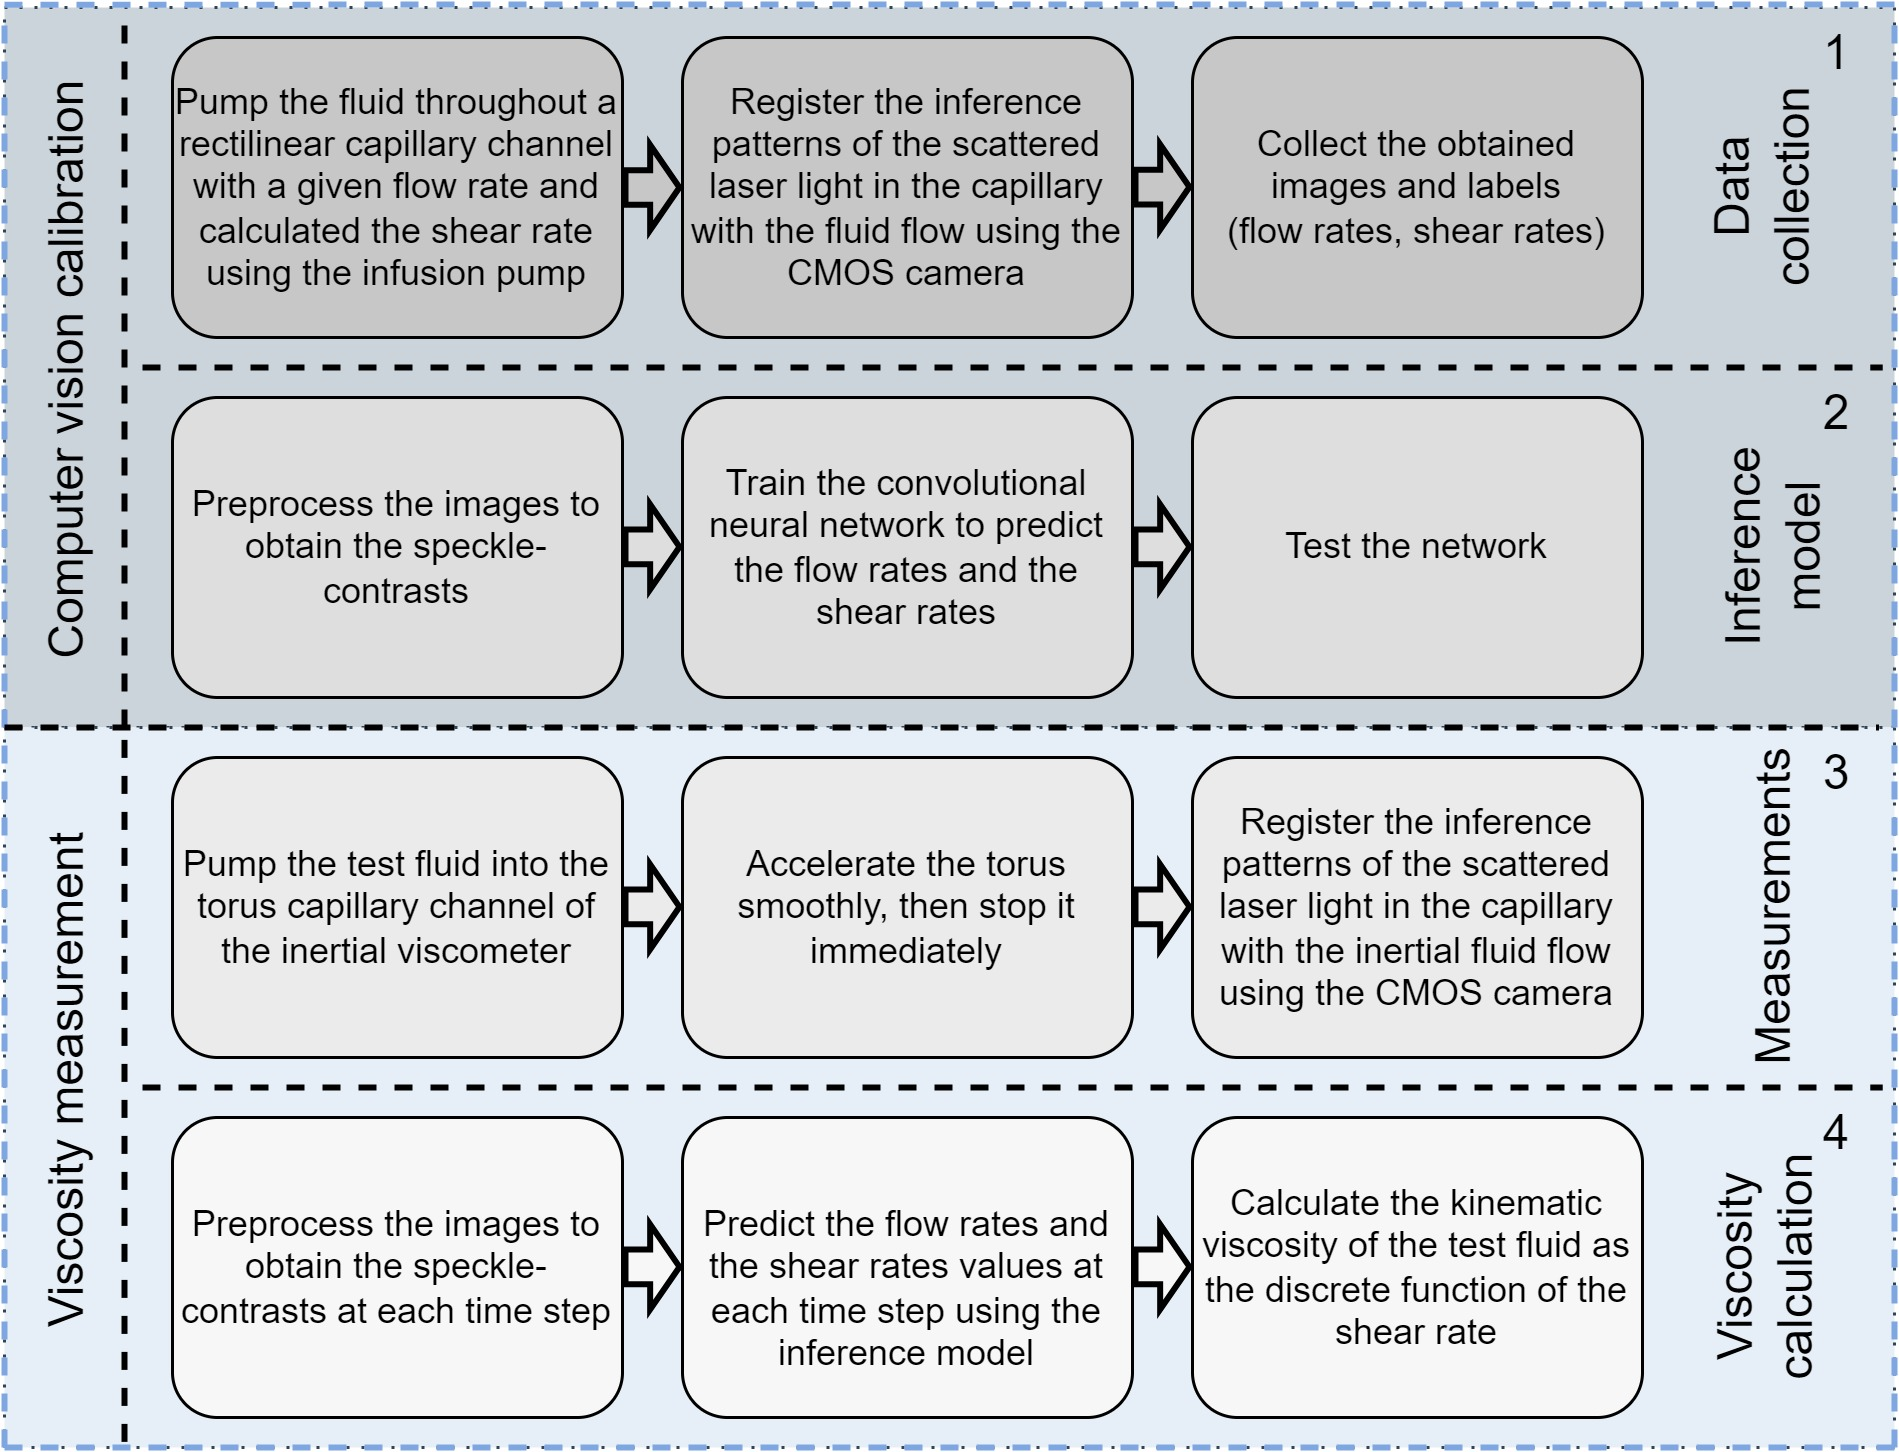 Computer vision calibration
1
Data
collection
Pump the fluid throughout a
rectilinear capillary channel
with a given flow rate and
calculated the shear rate
using the infusion pump
Register the inference
patterns of the scattered
laser light in the capillary
with the fluid flow using the
CMOS camera
Collect the obtained
images and labels
(flow rates, shear rates)
2
Inference
model
Preprocess the images to
obtain the speckle-
contrasts
Train the convolutional
neural network to predict
the flow rates and the
shear rates
Test the network
Viscosity measurement
3
Measurements
Pump the test fluid into the
torus capillary channel of
the inertial viscometer
Accelerate the torus
smoothly, then stop it
immediately
Register the inference
patterns of the scattered
laser light in the capillary
with the inertial fluid flow
using the CMOS camera
4
Viscosity
calculation
Preprocess the images to
obtain the speckle-
contrasts at each time step
Predict the flow rates and
the shear rates values at
each time step using the
inference model
Calculate the kinematic
viscosity of the test fluid as
the discrete function of the
shear rate